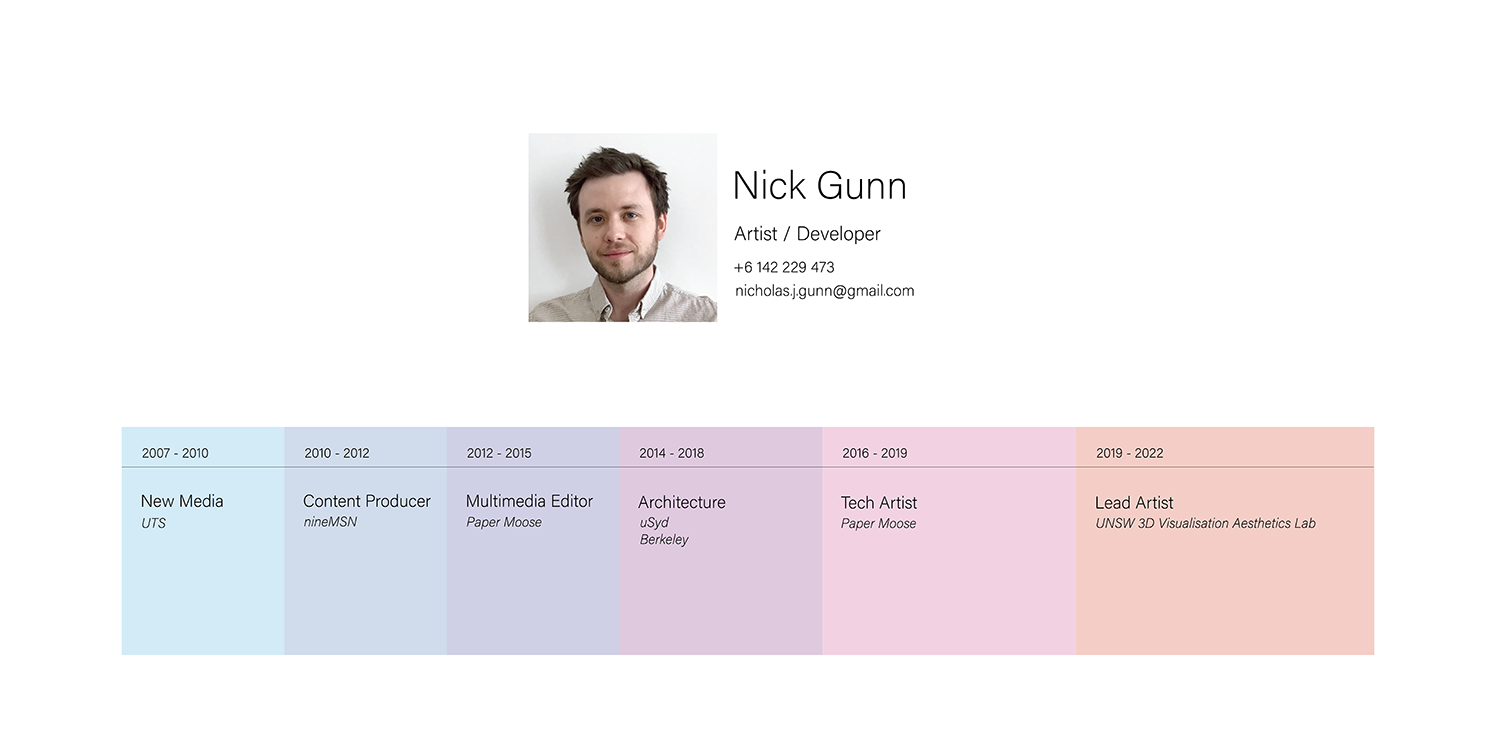 Nick Gunn
Artist / Developer
+6 142 229 473
nicholas.j.gunn@gmail.com
2007 - 2010
New Media
UTS
2010 - 2012
Content Producer
nineMSN
2012 - 2015
Multimedia Editor
Paper Moose
2014 - 2018
Architecture
uSyd
Berkeley
2016 - 2019
Tech Artist
Paper Moose
2019 - 2022
Lead Artist
UNSW 3D Visualisation Aesthetics Lab